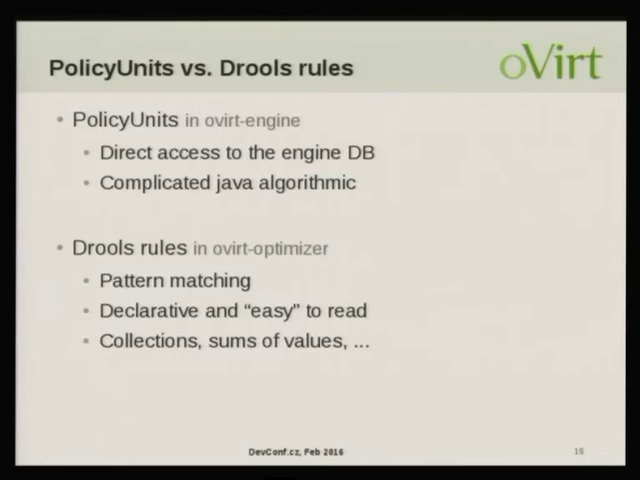 PolicyUnits vs. Drools rules
oVirt
• PolicyUnits in ovirt-engine
• Direct access to the engine DB
• Complicated java algorithmic
• Drools rules in ovirt-optimizer
• Pattern matching
• Declarative and “easy” to read
• Collections, sums of values, ...
DevConf.cz, Feb 2016
16